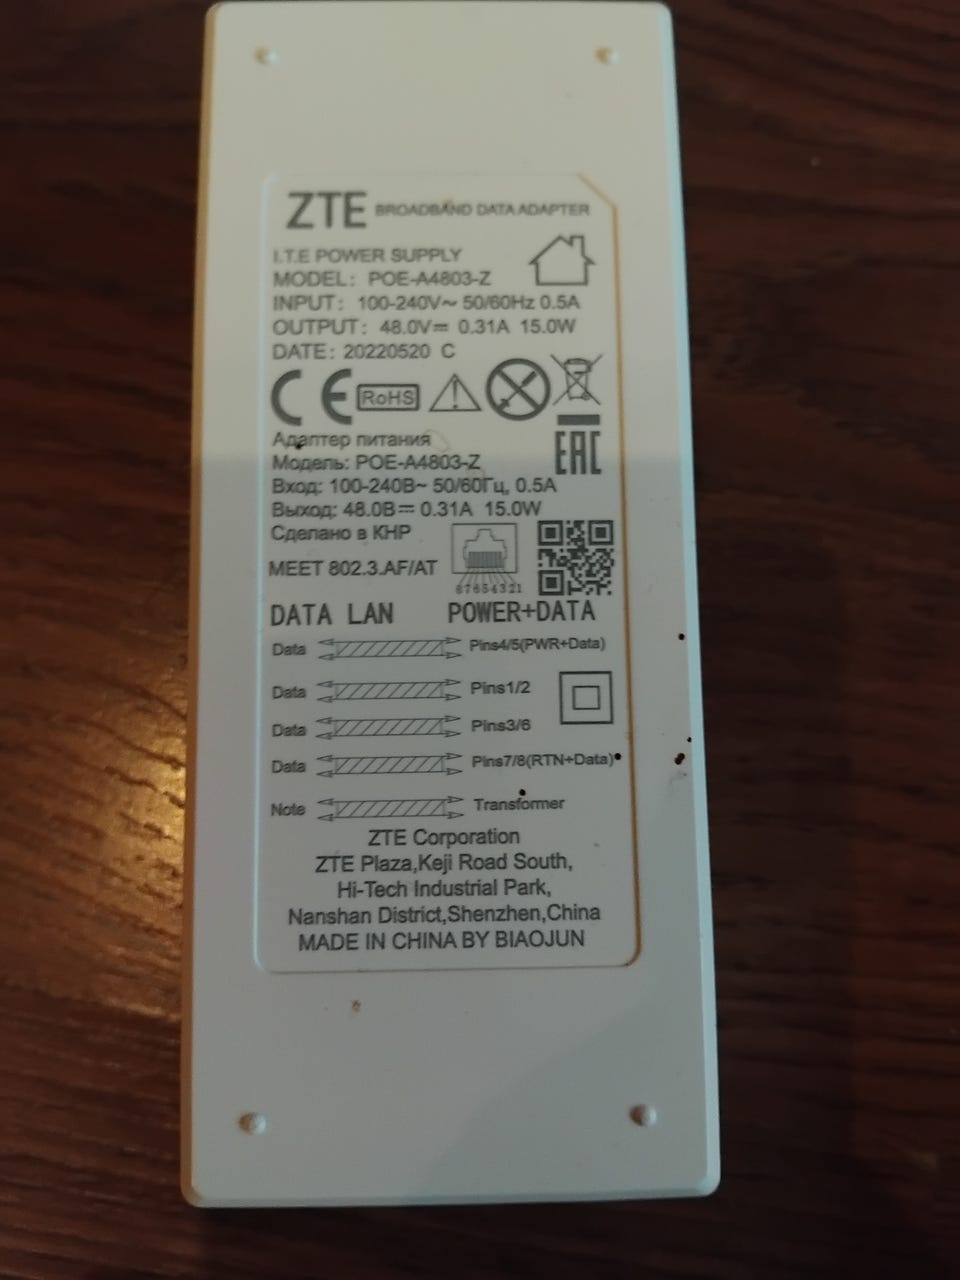 ZTE BROADBAND DATA ADAPTER
I.T.E POWER SUPPLY
MODEL: POE-A4803-Z
INPUT: 100-240V~ 50/60Hz 0.5A
OUTPUT: 48.0V⎓ 0.31A 15.0W
DATE: 20220520 C
CE RoHS
EAC
Адаптер питания
Модель: POE-A4803-Z
Вход: 100-240В~ 50/60Гц, 0.5A
Выход: 48.0В⎓ 0.31A 15.0W
Сделано в КНР
MEET 802.3.AF/AT
87654321
DATA LAN POWER+DATA
Data Pins4/5(PWR+Data)
Data Pins1/2
Data Pins3/6
Data Pins7/8(RTN+Data)
Note Transformer
ZTE Corporation
ZTE Plaza,Keji Road South,
Hi-Tech Industrial Park,
Nanshan District,Shenzhen,China
MADE IN CHINA BY BIAOJUN